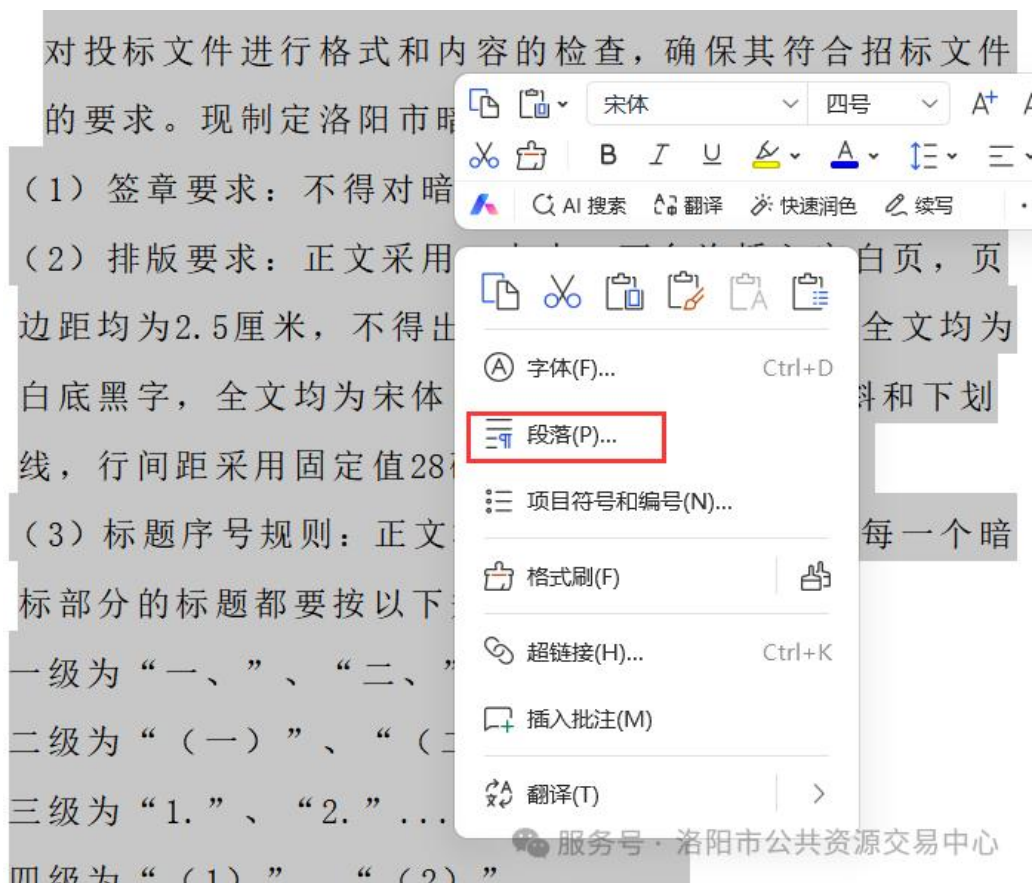 对投标文件进行格式和内容的检查，确保其符合招标文件
的要求。现制定洛阳市暗
宋体 四号 A+
（1）签章要求：不得对暗
B I U A
AI 搜索 翻译 快速润色 续写
（2）排版要求：正文采用 白页，页
边距均为2.5厘米，不得出 全文均为
字体(F)... Ctrl+D
白底黑字，全文均为宋体 斜和下划
段落(P)...
线，行间距采用固定值28
项目符号和编号(N)...
（3）标题序号规则：正文 每一个暗
格式刷(F)
标部分的标题都要按以下
超链接(H)... Ctrl+K
一级为“一、”、“二、”
插入批注(M)
二级为“（一）”、“（二
翻译(T)
三级为“1.”、“2.”...
服务号 · 洛阳市公共资源交易中心
四级为“（1）”、“（2）”